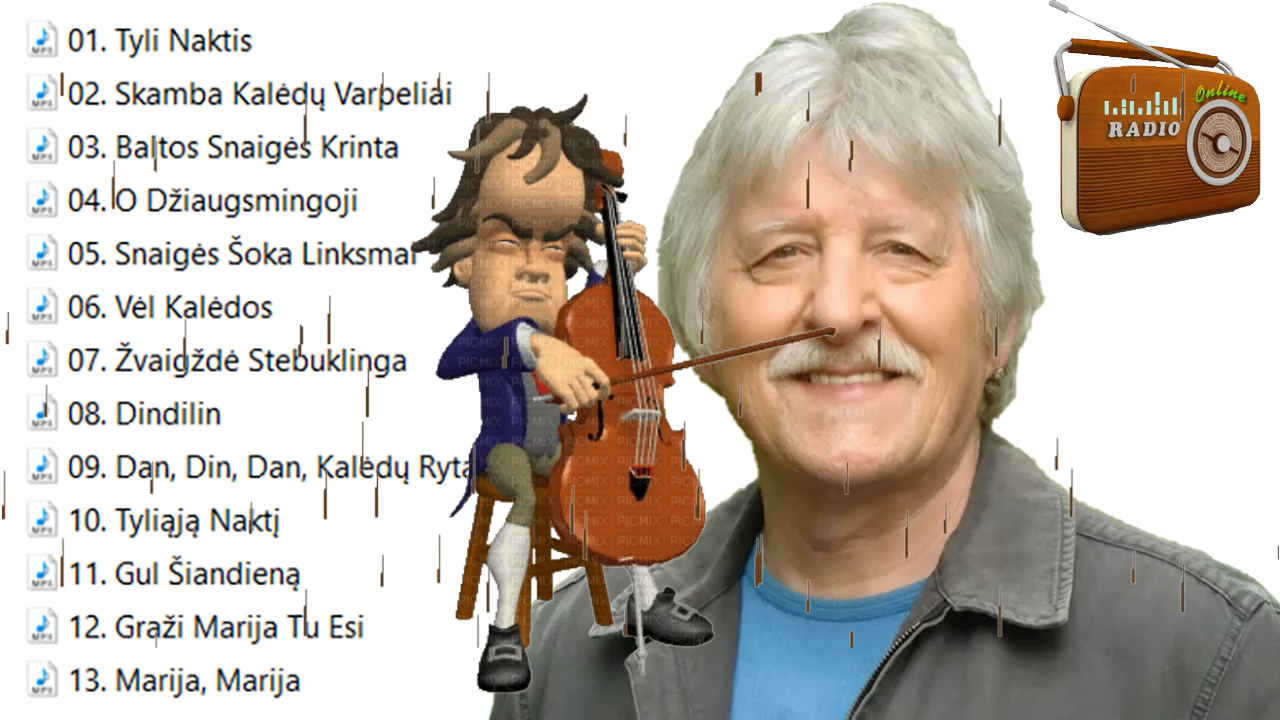 01. Tyli Naktis
02. Skamba Kalėdų Varpeliai
03. Baltos Snaigės Krinta
04. O Džiaugsmingoji
05. Snaigės Šoka Linksmai
06. Vėl Kalėdos
07. Žvaigždė Stebuklinga
08. Dindilin
09. Dan, Din, Dan, Kalėdų Ryta
10. Tyliąją Naktį
11. Gul Šiandieną
12. Graži Marija Tu Esi
13. Marija, Marija
Online
RADIO